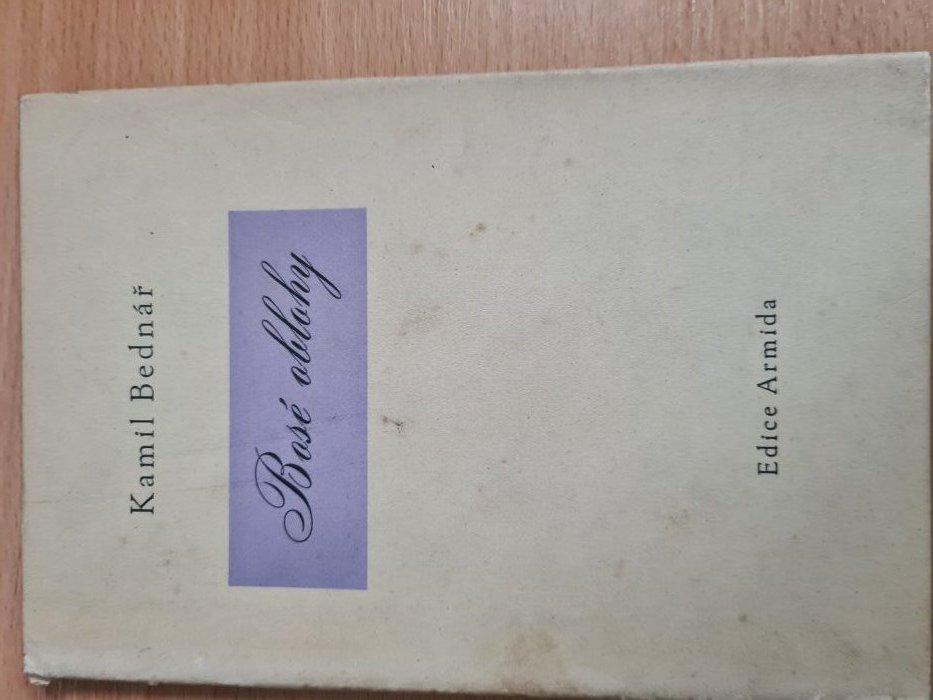 Kamil Bednář
Bosé oblohy
Edice Armida